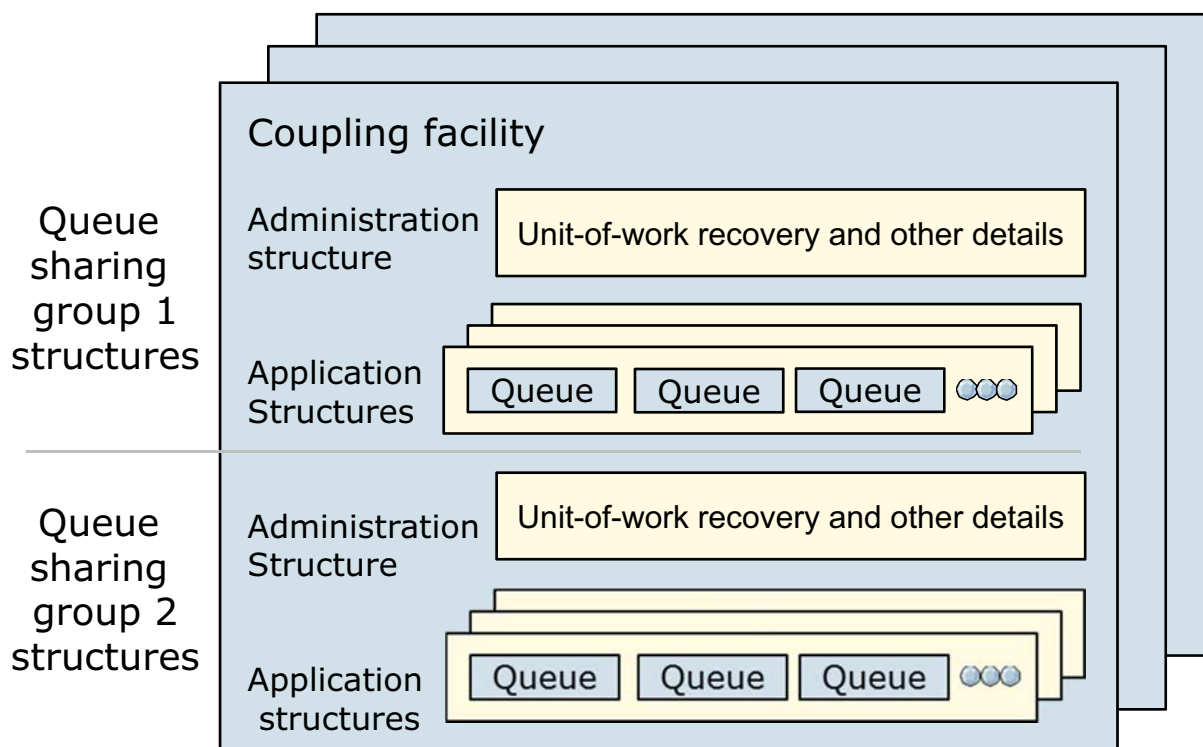 Coupling facility
Queue
sharing
group 1
structures
Administration
structure
Unit-of-work recovery and other details
Application
Structures
Queue Queue Queue
Queue
sharing
group 2
structures
Administration
Structure
Unit-of-work recovery and other details
Application
structures
Queue Queue Queue